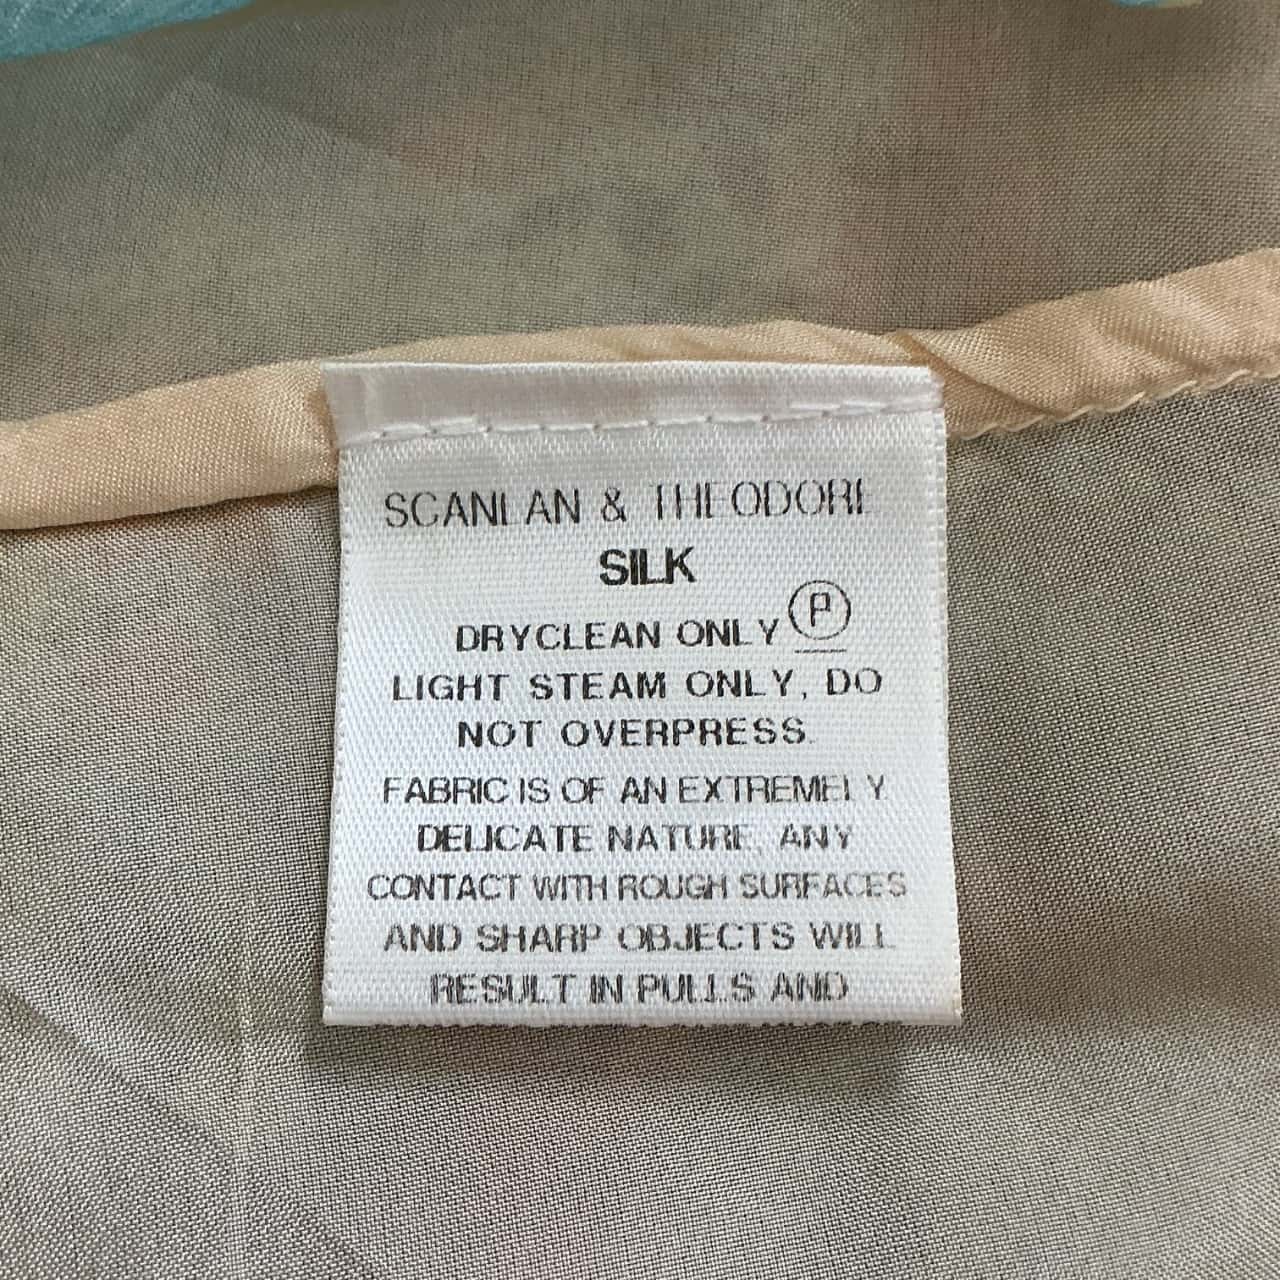 SCANLAN & THEODORE
SILK
DRYCLEAN ONLY Ⓟ
LIGHT STEAM ONLY, DO
NOT OVERPRESS.
FABRIC IS OF AN EXTREMELY
DELICATE NATURE, ANY
CONTACT WITH ROUGH SURFACES
AND SHARP OBJECTS WILL
RESULT IN PULLS AND